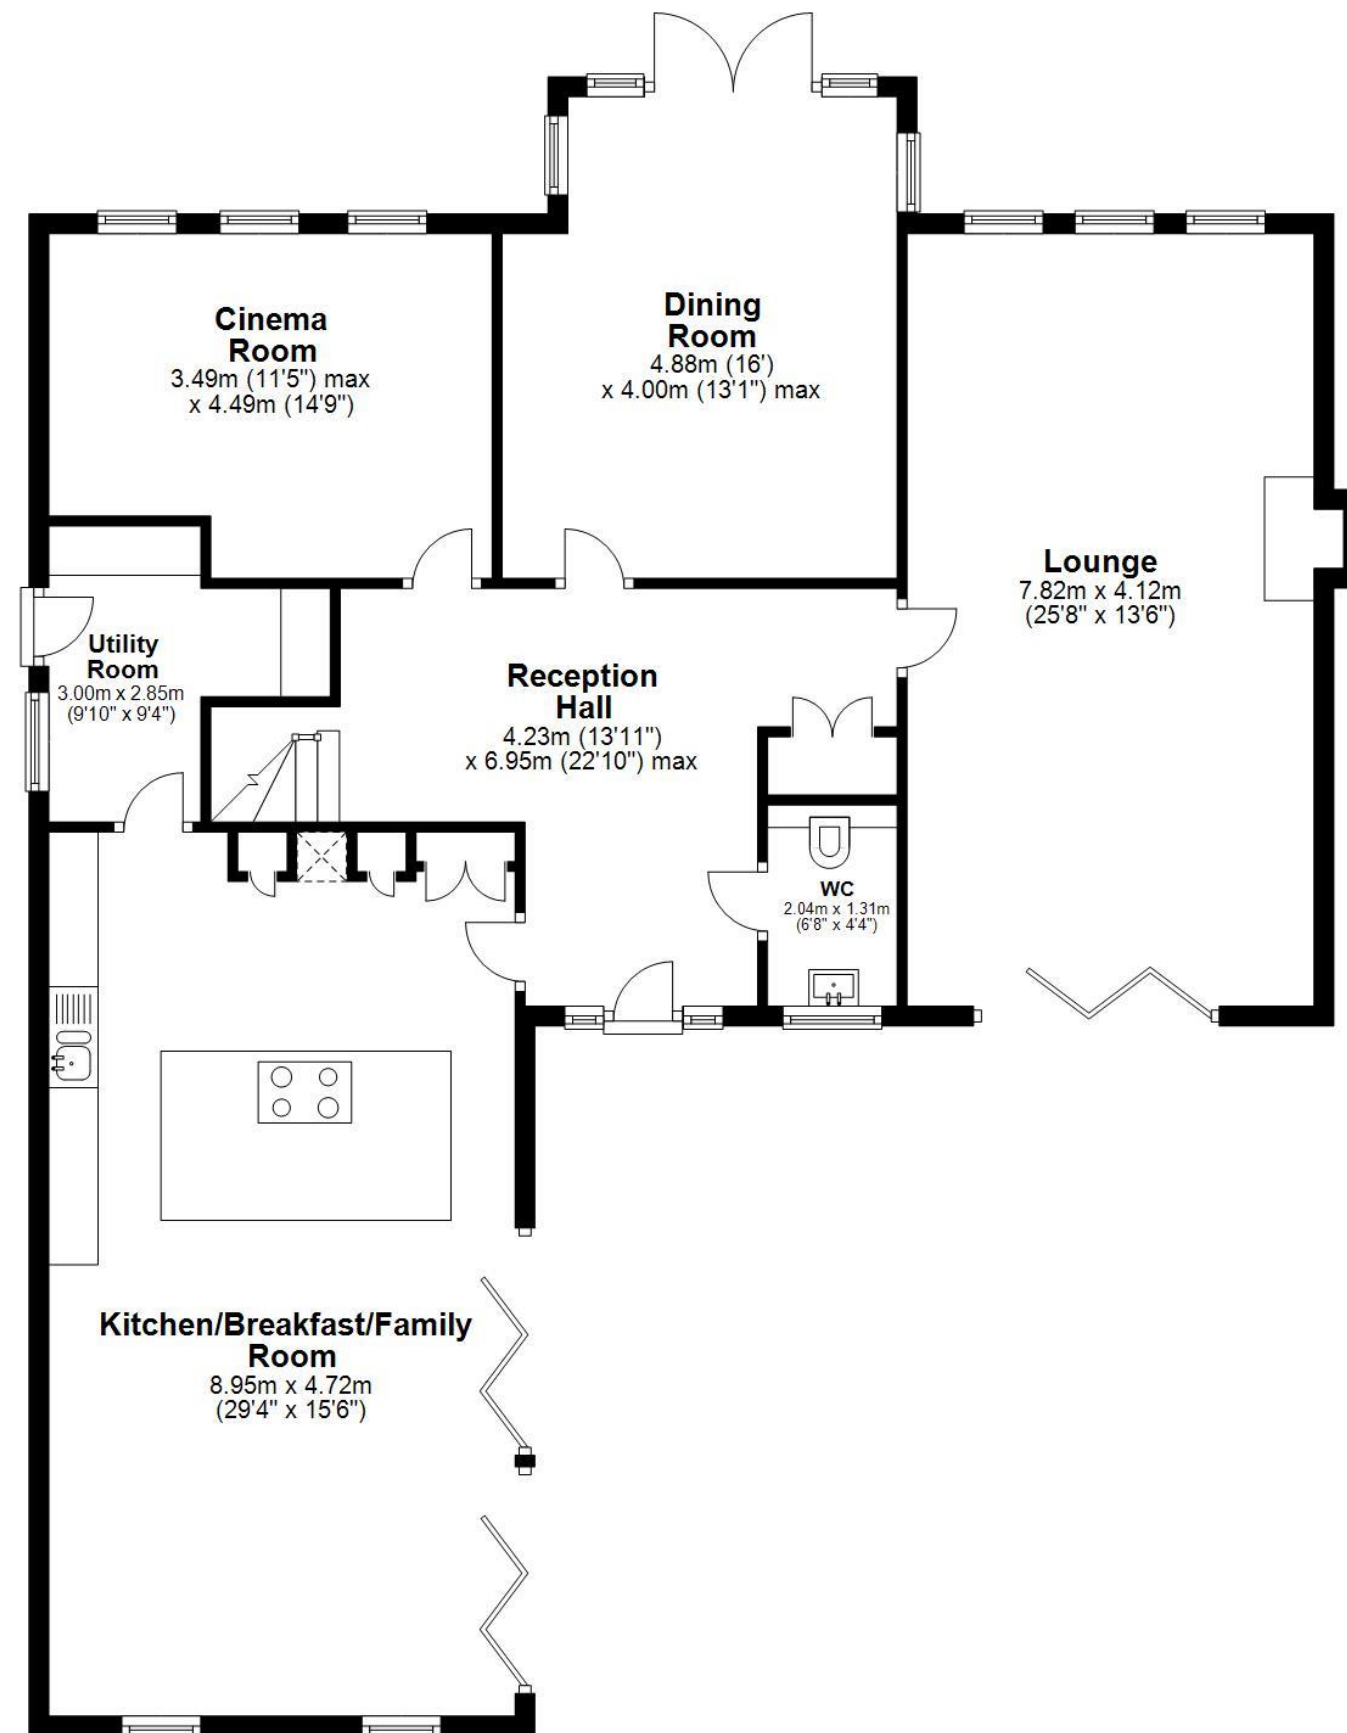 Cinema
Room
3.49m (11'5") max
x 4.49m (14'9")
Dining
Room
4.88m (16')
x 4.00m (13'1") max
Lounge
7.82m x 4.12m
(25'8" x 13'6")
Utility
Room
3.00m x 2.85m
(9'10" x 9'4")
Reception
Hall
4.23m (13'11")
x 6.95m (22'10") max
WC
2.04m x 1.31m
(6'8" x 4'4")
Kitchen/Breakfast/Family
Room
8.95m x 4.72m
(29'4" x 15'6")